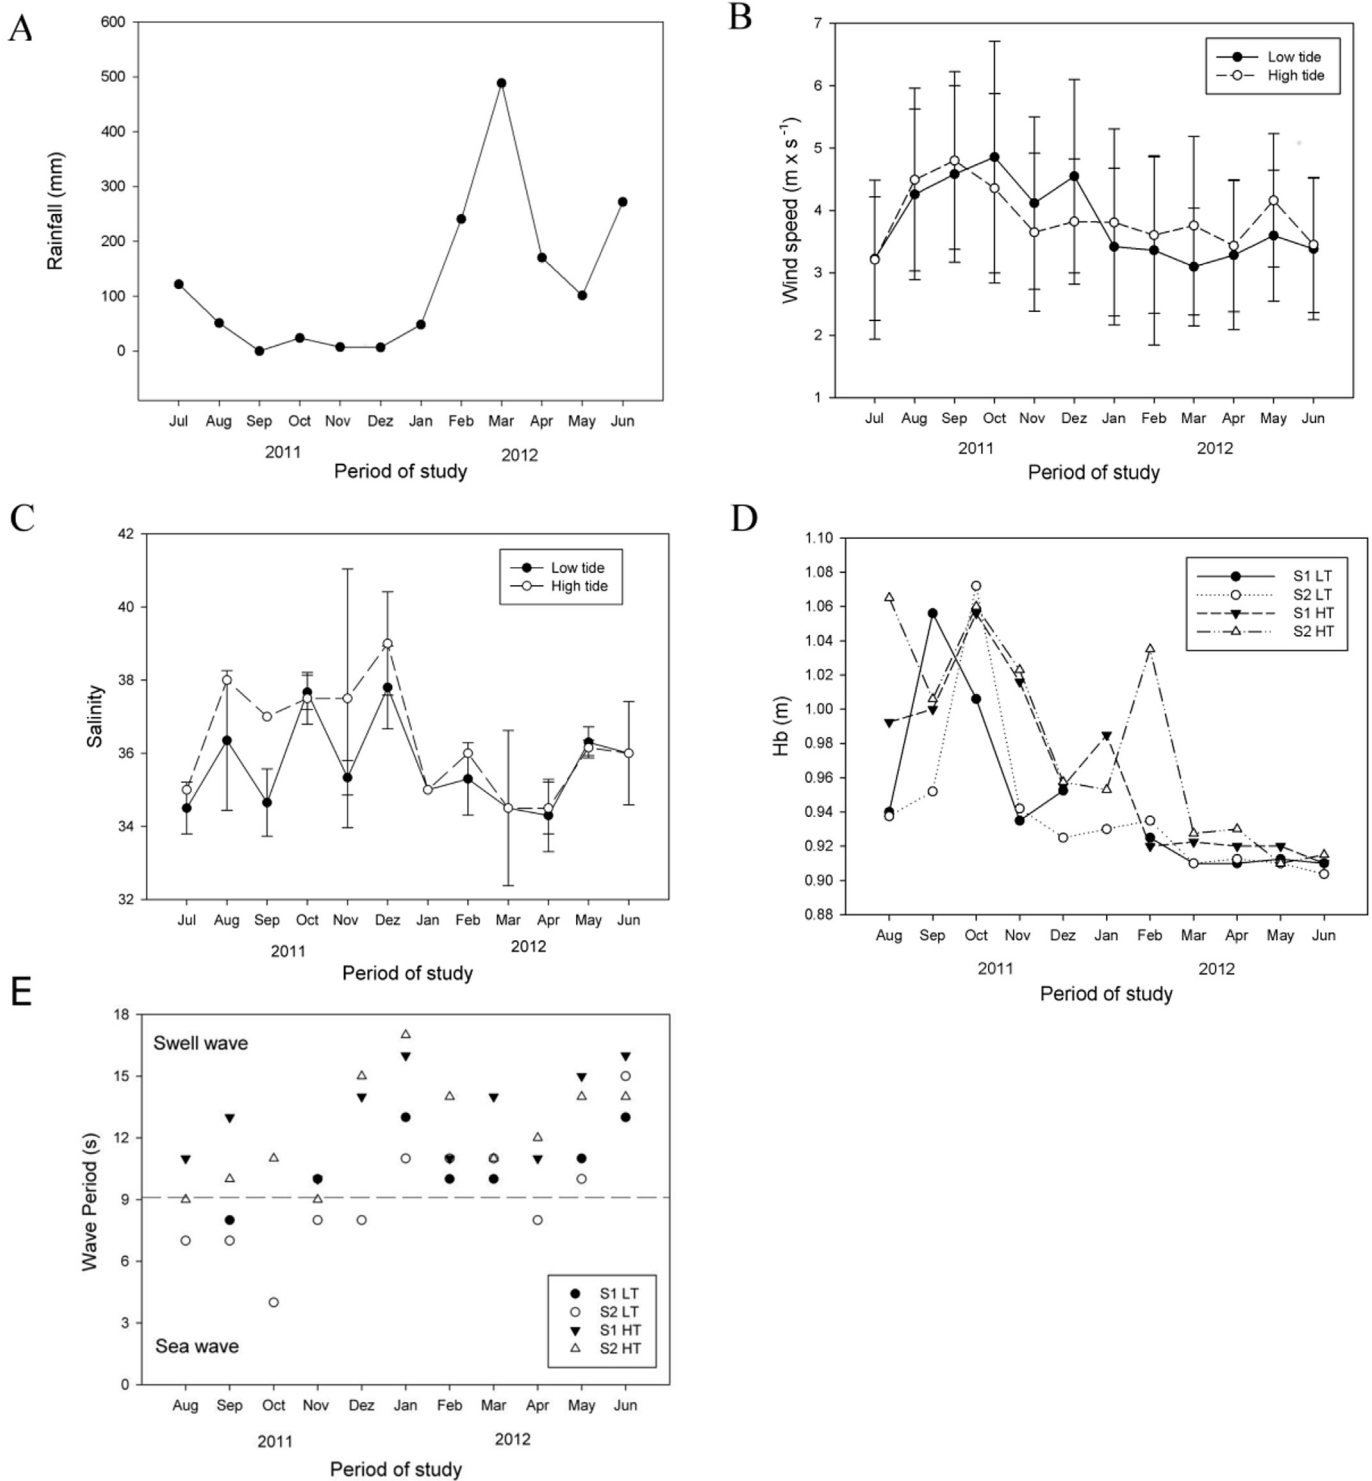 A
600
500
400
300
200
100
0
Rainfall (mm)
Jul Aug Sep Oct Nov Dez Jan Feb Mar Apr May Jun
2011 2012
Period of study
B
7
6
5
4
3
2
1
Wind speed (m x s⁻¹)
Low tide
High tide
Jul Aug Sep Oct Nov Dez Jan Feb Mar Apr May Jun
2011 2012
Period of study
C
42
40
38
36
34
32
Salinity
Low tide
High tide
Jul Aug Sep Oct Nov Dez Jan Feb Mar Apr May Jun
2011 2012
Period of study
D
1.10
1.08
1.06
1.04
1.02
1.00
0.98
0.96
0.94
0.92
0.90
0.88
Hb (m)
S1 LT
S2 LT
S1 HT
S2 HT
Aug Sep Oct Nov Dez Jan Feb Mar Apr May Jun
2011 2012
Period of study
E
18
15
12
9
6
3
0
Wave Period (s)
Swell wave
Sea wave
S1 LT
S2 LT
S1 HT
S2 HT
Aug Sep Oct Nov Dez Jan Feb Mar Apr May Jun
2011 2012
Period of study